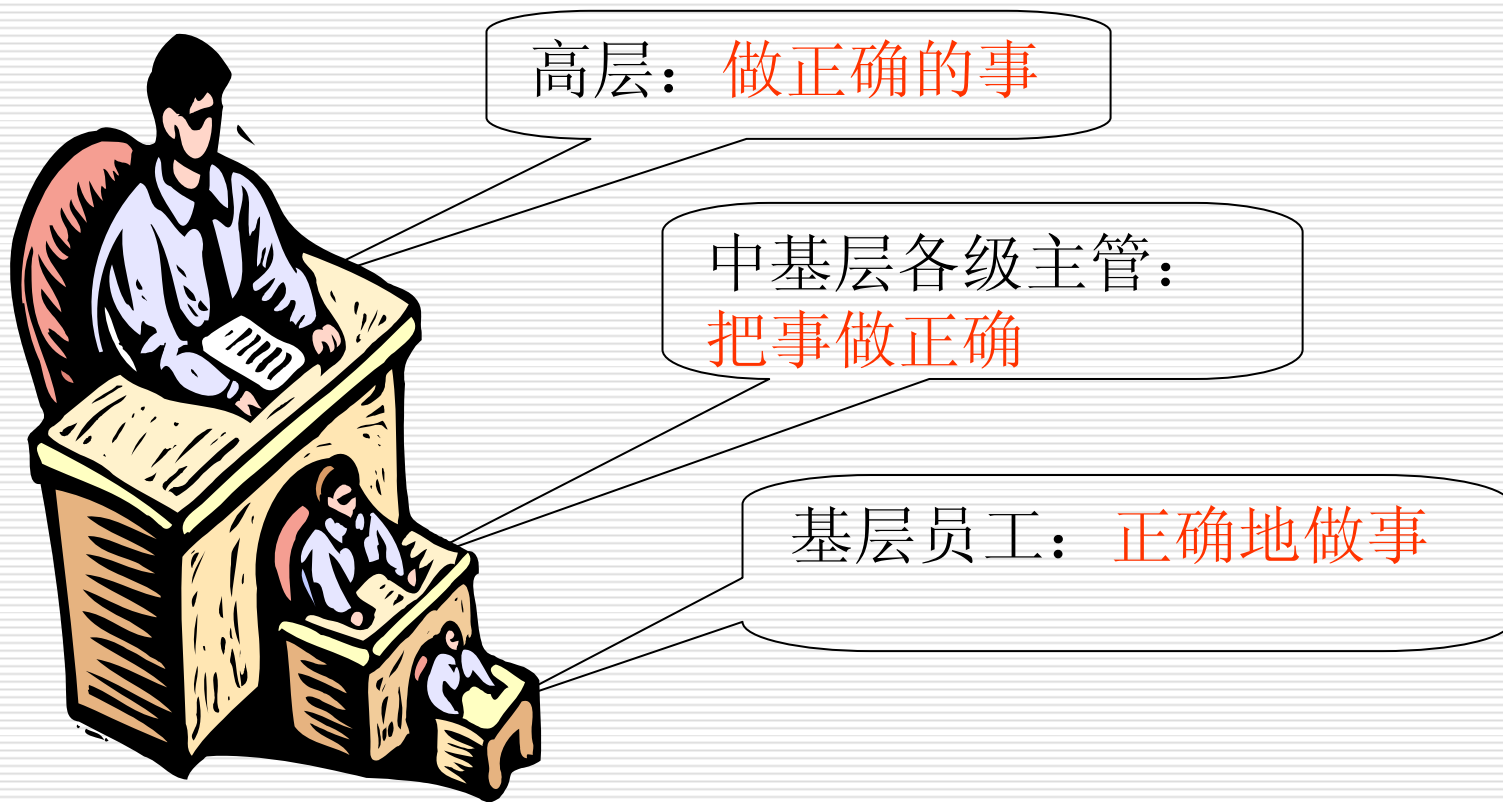 高层：做正确的事
中基层各级主管：
把事做正确
基层员工：正确地做事